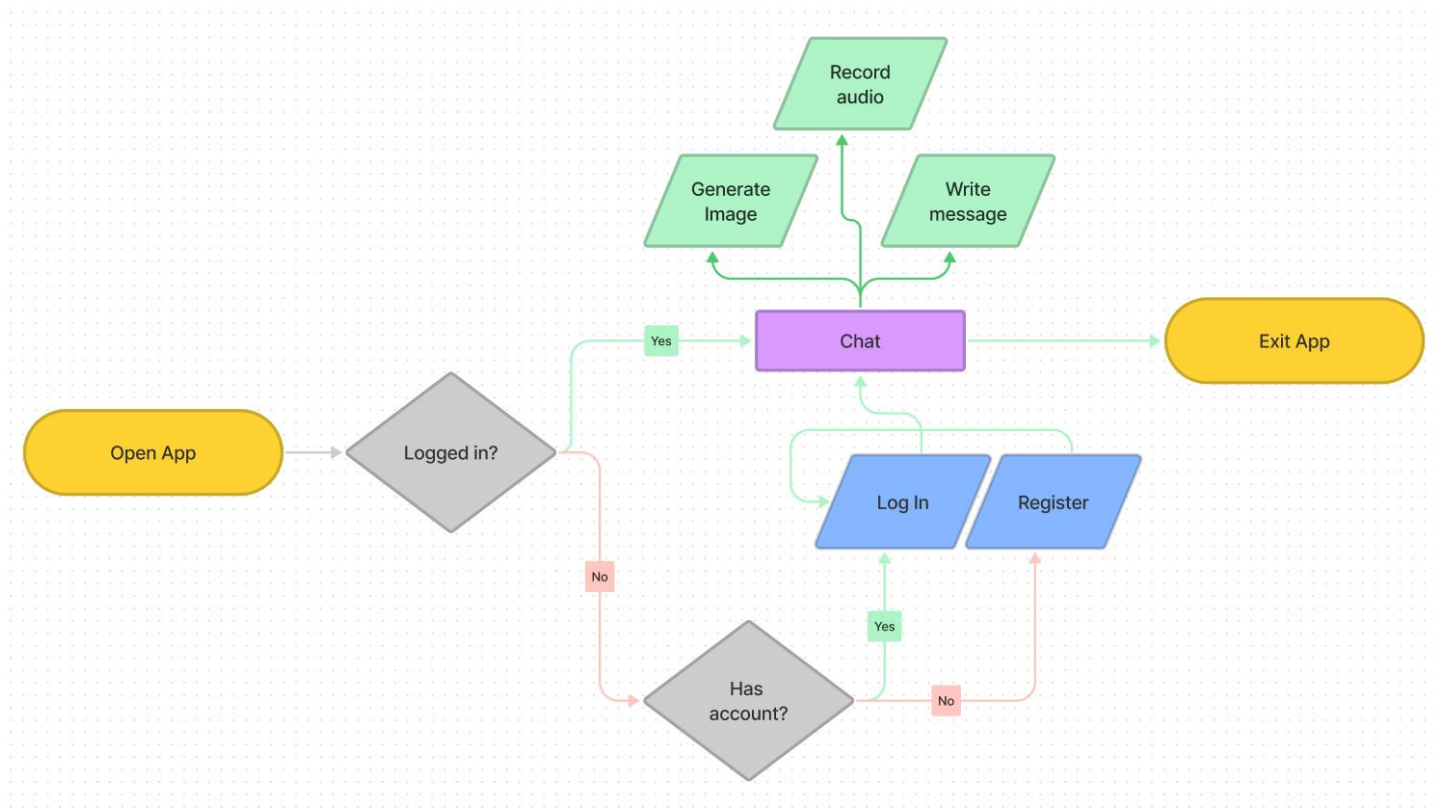 Record
audio
Generate
Image
Write
message
Yes
Chat
Exit App
Open App
Logged in?
Log In
Register
No
Yes
Has
account?
No